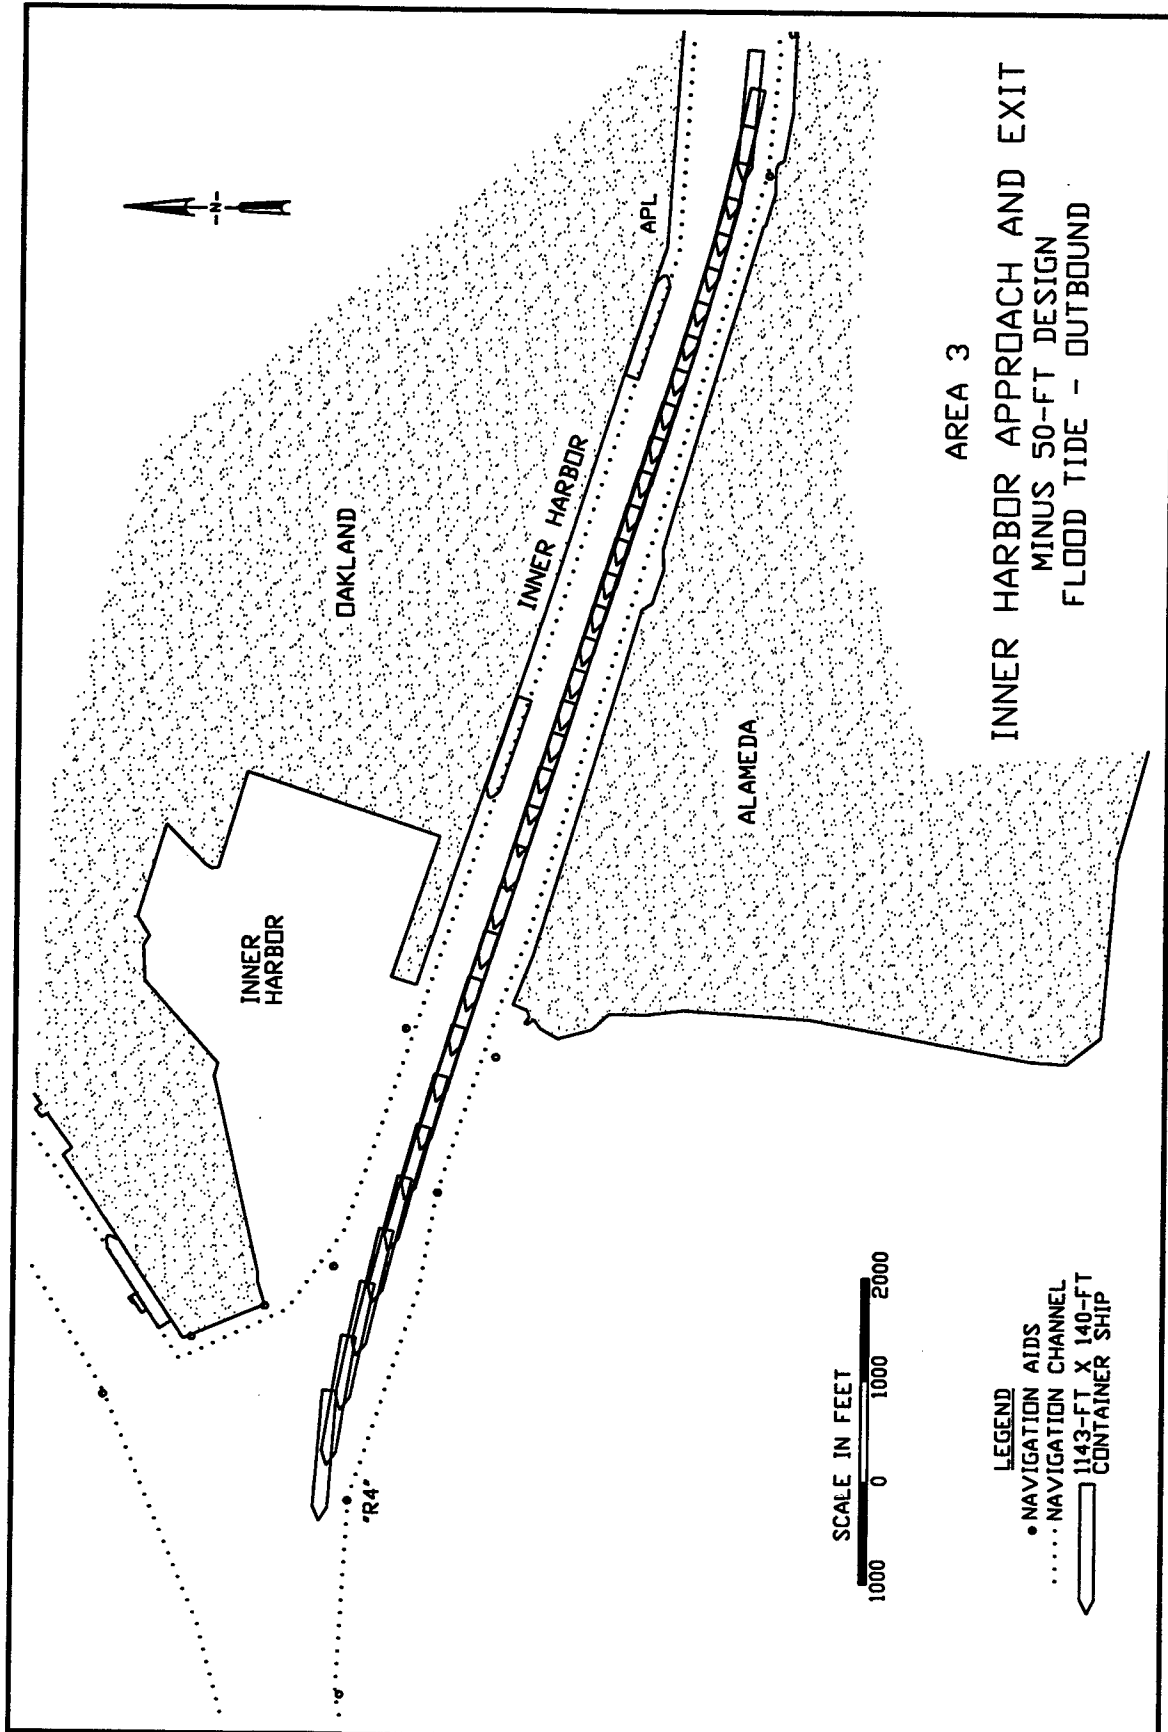 -N-
APL
OAKLAND
INNER HARBOR
INNER
HARBOR
ALAMEDA
"R4"
AREA 3
INNER HARBOR APPROACH AND EXIT
MINUS 50-FT DESIGN
FLOOD TIDE - OUTBOUND
SCALE IN FEET
1000 0 1000 2000
LEGEND
NAVIGATION AIDS
NAVIGATION CHANNEL
1143-FT X 140-FT
CONTAINER SHIP